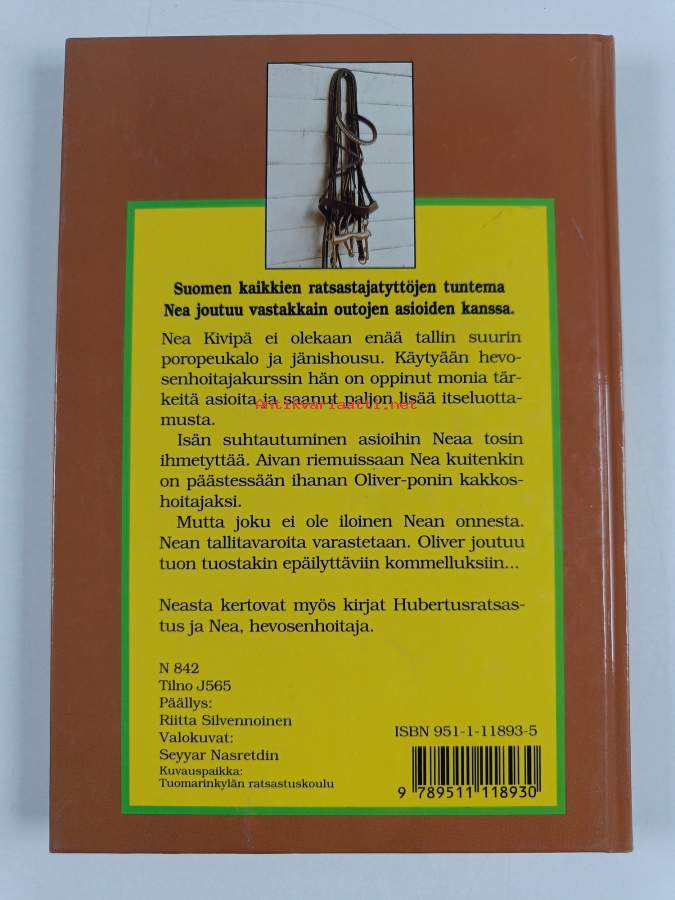 Suomen kaikkien ratsastajatyttöjen tuntema
Nea joutuu vastakkain outojen asioiden kanssa.
Nea Kivipä ei olekaan enää tallin suurin
poropeukalo ja jänishousu. Käytyään hevo-
senhoitajakurssin hän on oppinut monia tär-
keitä asioita ja saanut paljon lisää itseluotta-
Antikvariaatti.net
musta.
Isän suhtautuminen asioihin Neaa tosin
ihmetyttää. Aivan riemuissaan Nea kuitenkin
on päästessään ihanan Oliver-ponin kakkos-
hoitajaksi.
Mutta joku ei ole iloinen Nean onnesta.
Nean tallitavaroita varastetaan. Oliver joutuu
tuon tuostakin epäilyttäviin kommelluksiin...
Neasta kertovat myös kirjat Hubertusratsas-
tus ja Nea, hevosenhoitaja.
N 842
Tilno J565
Päällys:
Riitta Silvennoinen
Valokuvat:
Seyyar Nasretdin
Kuvauspaikka:
Tuomarinkylän ratsastuskoulu
ISBN 951-1-11893-5
9 789511 118930